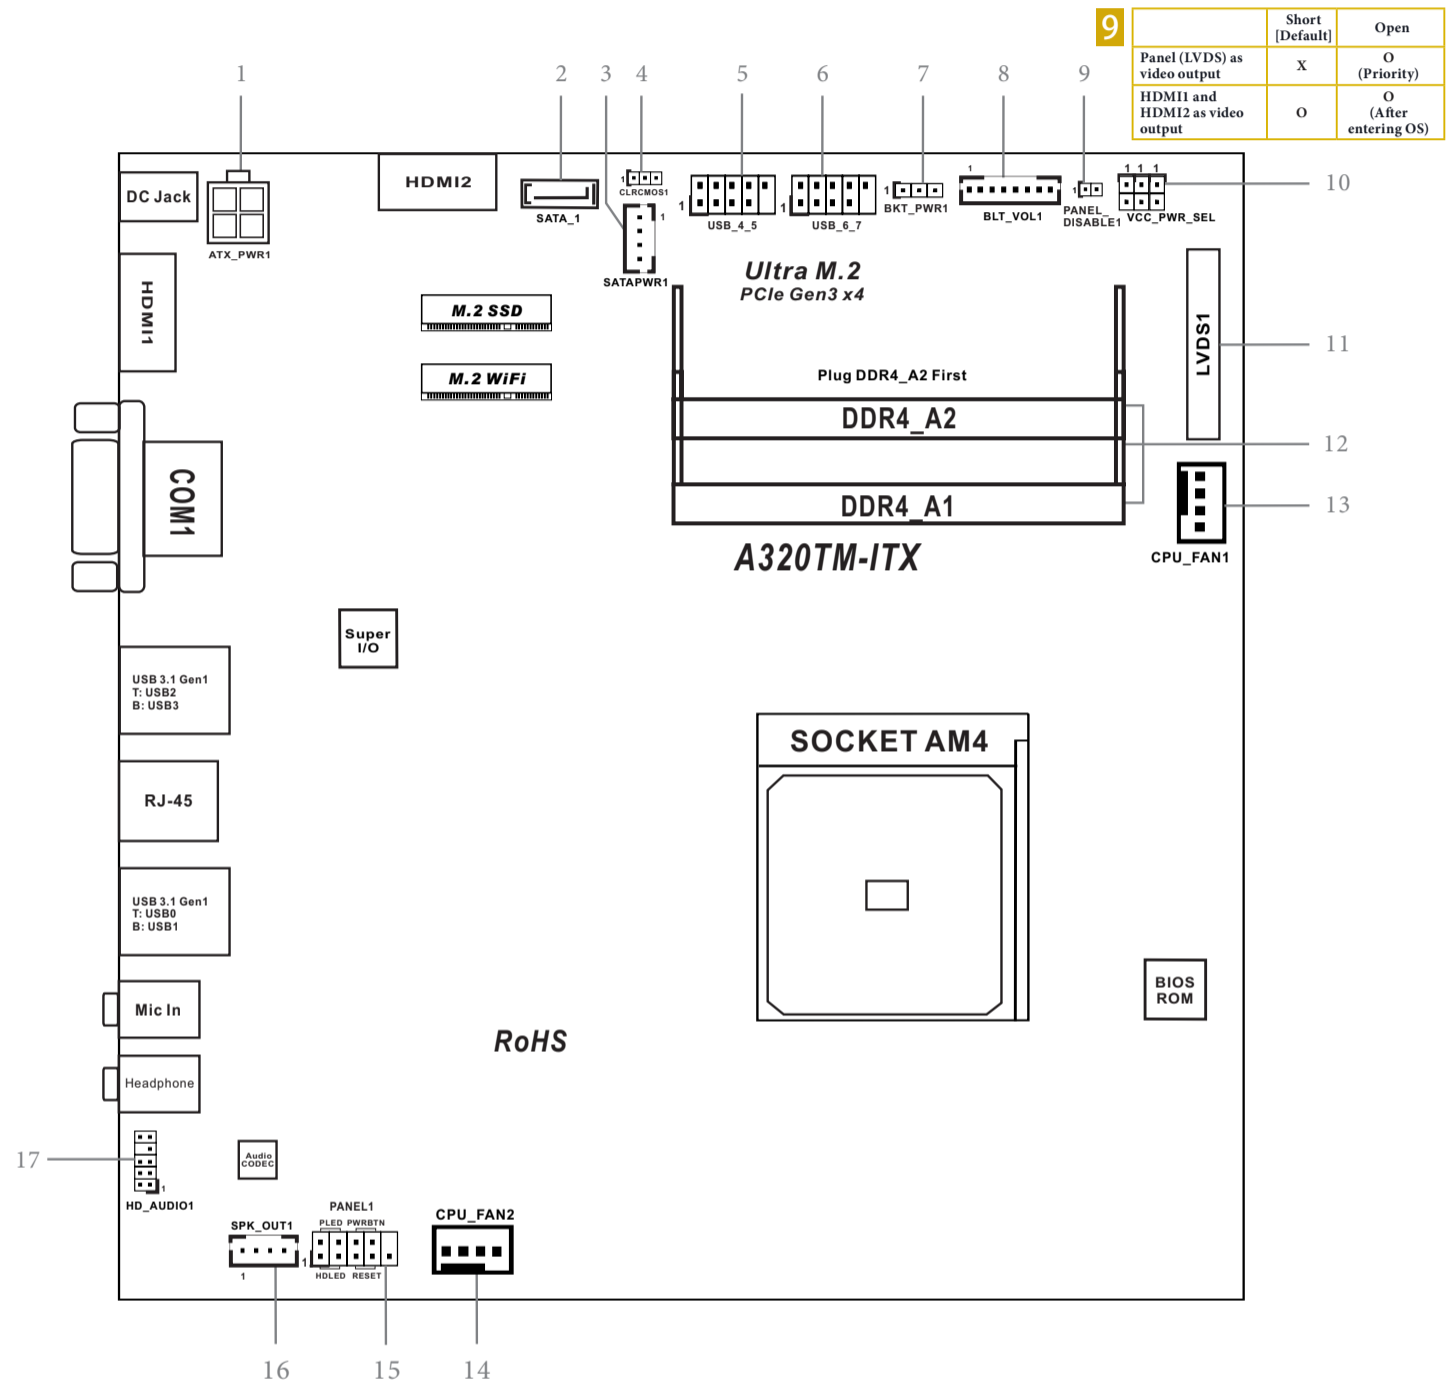 9
Short
[Default]
Open
Panel (LVDS) as
video output
X
O
(Priority)
HDMI1 and
HDMI2 as video
output
O
O
(After
entering OS)
1
2
3
4
5
6
7
8
9
DC Jack
ATX_PWR1
HDMI2
SATA_1
1
CLRCMOS1
1
SATAPWR1
1
USB_4_5
1
USB_6_7
1
BKT_PWR1
1
BLT_VOL1
1
PANEL_
DISABLE1
1 1 1
VCC_PWR_SEL
10
HDMI1
M.2 SSD
M.2 WiFi
Ultra M.2
PCIe Gen3 x4
Plug DDR4_A2 First
DDR4_A2
DDR4_A1
LVDS1
11
12
13
CPU_FAN1
A320TM-ITX
COM1
Super
I/O
USB 3.1 Gen1
T: USB2
B: USB3
SOCKET AM4
RJ-45
USB 3.1 Gen1
T: USB0
B: USB1
BIOS
ROM
Mic In
RoHS
Headphone
17
1
HD_AUDIO1
Audio
CODEC
SPK_OUT1
1
PANEL1
PLED PWRBTN
1
HDLED RESET
CPU_FAN2
16
15
14